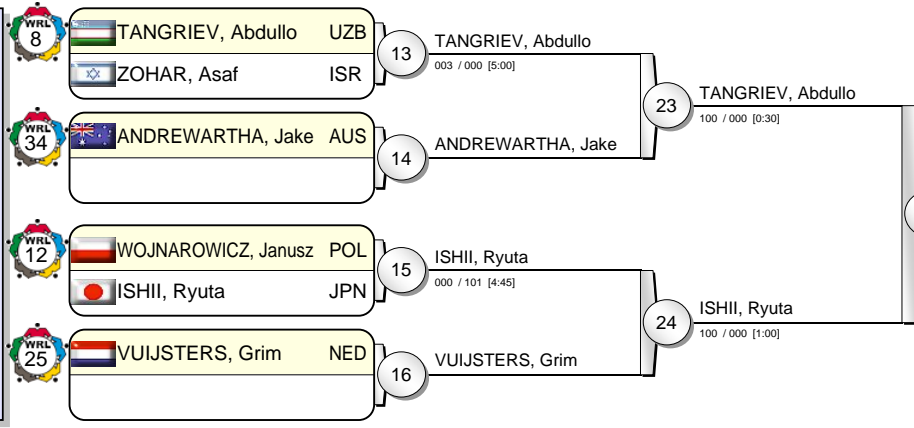 WRL
8
TANGRIEV, Abdullo UZB
ZOHAR, Asaf ISR
13
TANGRIEV, Abdullo
003 / 000 [5:00]
WRL
34
ANDREWARTHA, Jake AUS
14
ANDREWARTHA, Jake
23
TANGRIEV, Abdullo
100 / 000 [0:30]
WRL
12
WOJNAROWICZ, Janusz POL
ISHII, Ryuta JPN
15
ISHII, Ryuta
000 / 101 [4:45]
WRL
25
VUIJSTERS, Grim NED
16
VUIJSTERS, Grim
24
ISHII, Ryuta
100 / 000 [1:00]